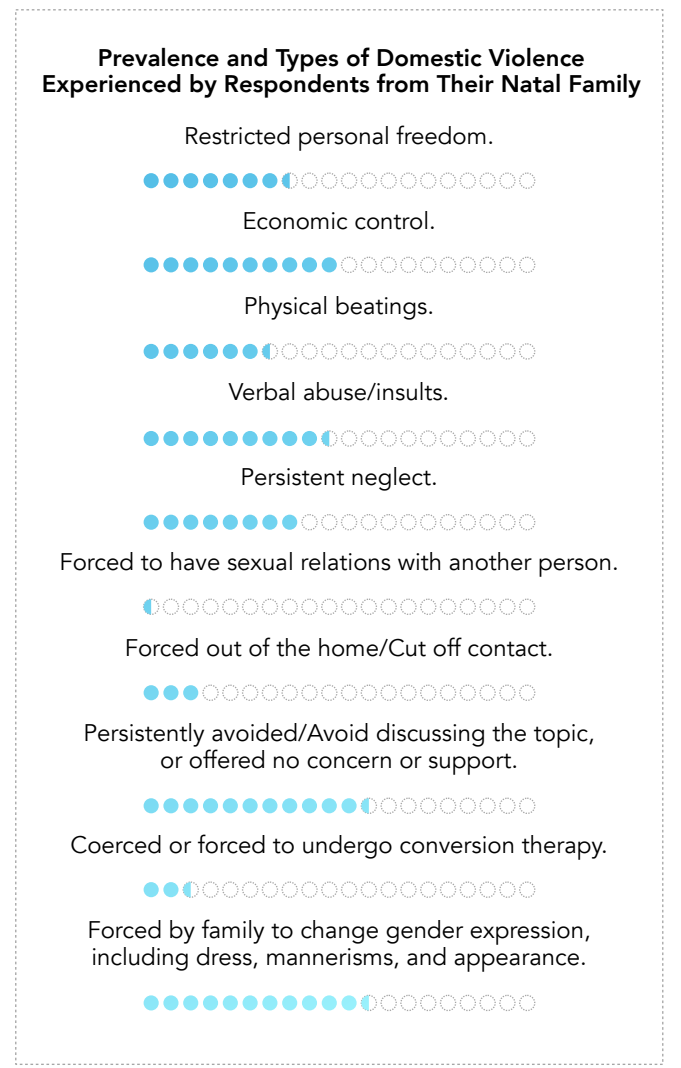 Prevalence and Types of Domestic Violence
Experienced by Respondents from Their Natal Family
Restricted personal freedom.
Economic control.
Physical beatings.
Verbal abuse/insults.
Persistent neglect.
Forced to have sexual relations with another person.
Forced out of the home/Cut off contact.
Persistently avoided/Avoid discussing the topic,
or offered no concern or support.
Coerced or forced to undergo conversion therapy.
Forced by family to change gender expression,
including dress, mannerisms, and appearance.